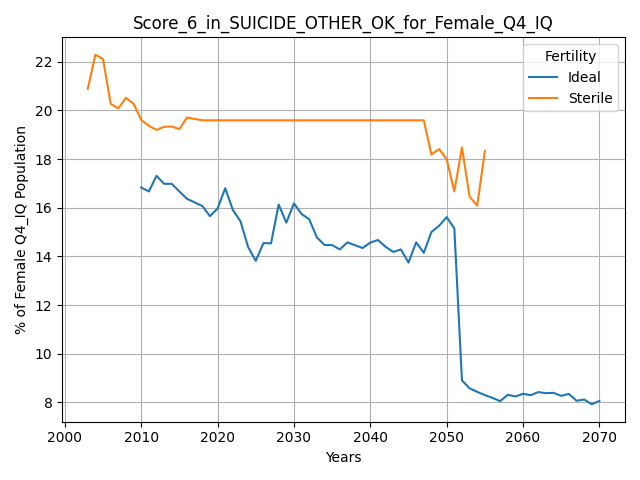 Score_6_in_SUICIDE_OTHER_OK_for_Female_Q4_IQ
Fertility
Ideal
Sterile
% of Female Q4_IQ Population
22
20
18
16
14
12
10
8
2000 2010 2020 2030 2040 2050 2060 2070
Years